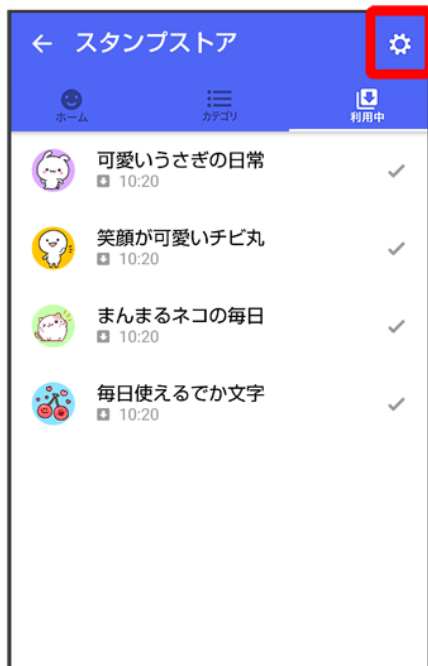 スタンプストア
ホーム
カテゴリ
利用中
可愛いうさぎの日常
10:20
笑顔が可愛いチビ丸
10:20
まんまるネコの毎日
10:20
毎日使えるでか文字
10:20